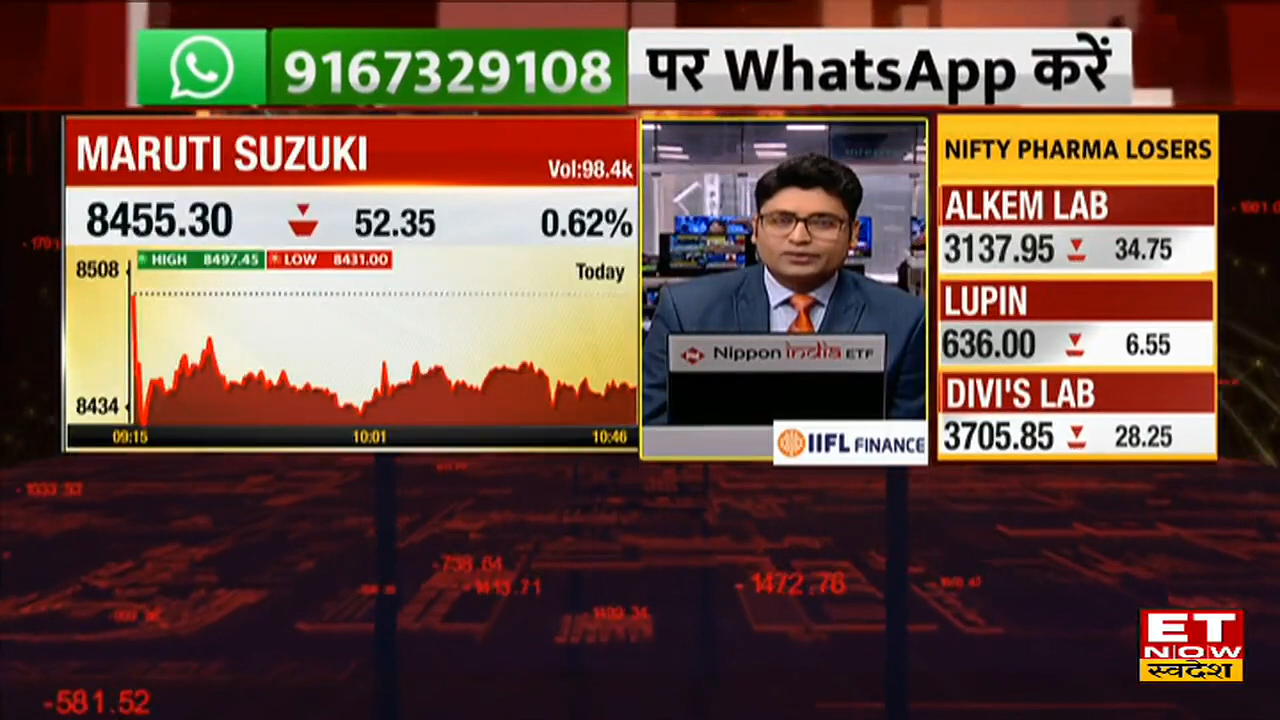 9167329108 पर WhatsApp करें
MARUTI SUZUKI
Vol:98.4k
8455.30 52.35 0.62%
HIGH 8497.45 LOW 8431.00
Today
8508
8434
09:15 10:01 10:46
Nippon india ETF
IIFL FINANCE
NIFTY PHARMA LOSERS
ALKEM LAB
3137.95 34.75
LUPIN
636.00 6.55
DIVI'S LAB
3705.85 28.25
-1472.76
-581.52
ET
NOW
स्वदेश